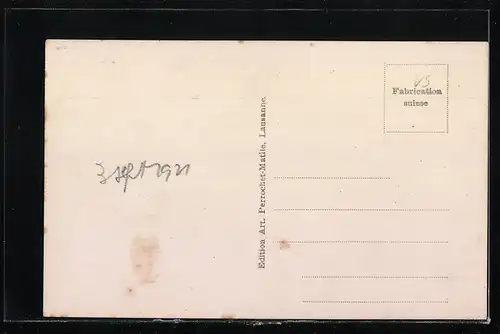 3 sept 1921
Edition Art. Perrochet-Matile, Lausanne.
Fabrication
suisse